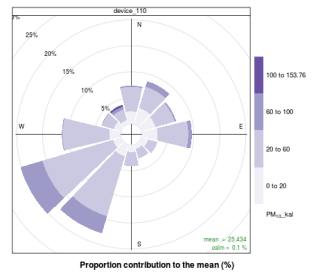 device_110
%
25%
20%
15%
10%
5%
N
W
E
S
100 to 153.76
60 to 100
20 to 60
0 to 20
PM₁₀_kal
mean = 25.434
calm = 0.1 %
Proportion contribution to the mean (%)